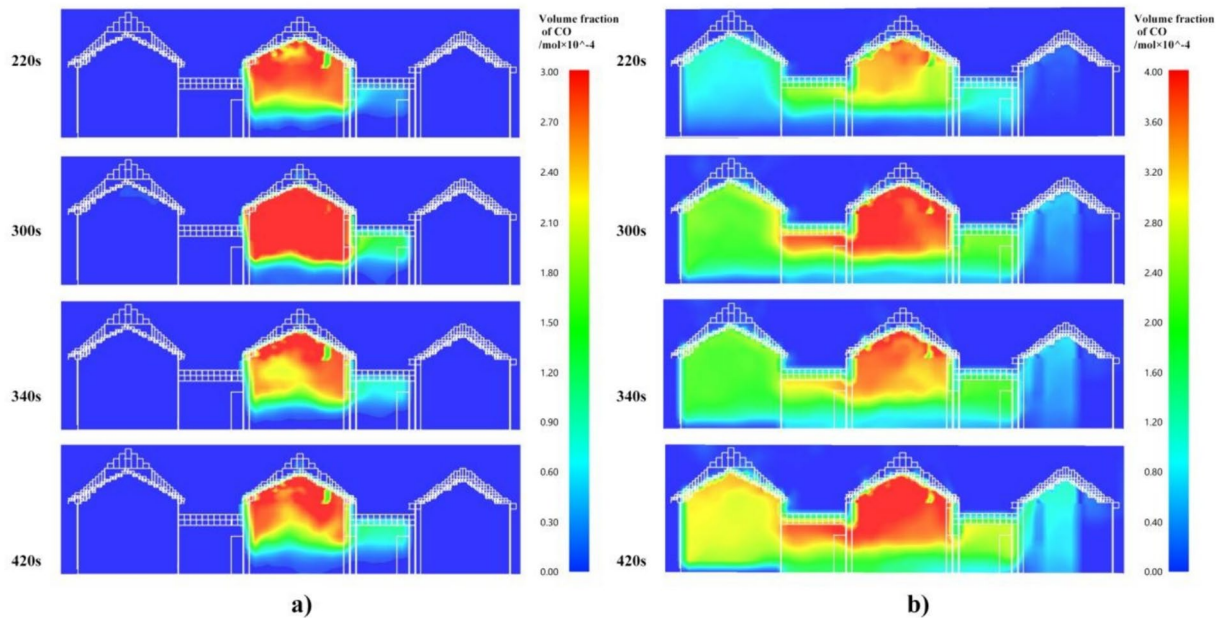 Volume fraction
of CO
/mol×10^-4
220s
300s
340s
420s
3.00
2.70
2.40
2.10
1.80
1.50
1.20
0.90
0.60
0.30
0.00
a)
Volume fraction
of CO
/mol×10^-4
220s
300s
340s
420s
4.00
3.60
3.20
2.80
2.40
2.00
1.60
1.20
0.80
0.40
0.00
b)